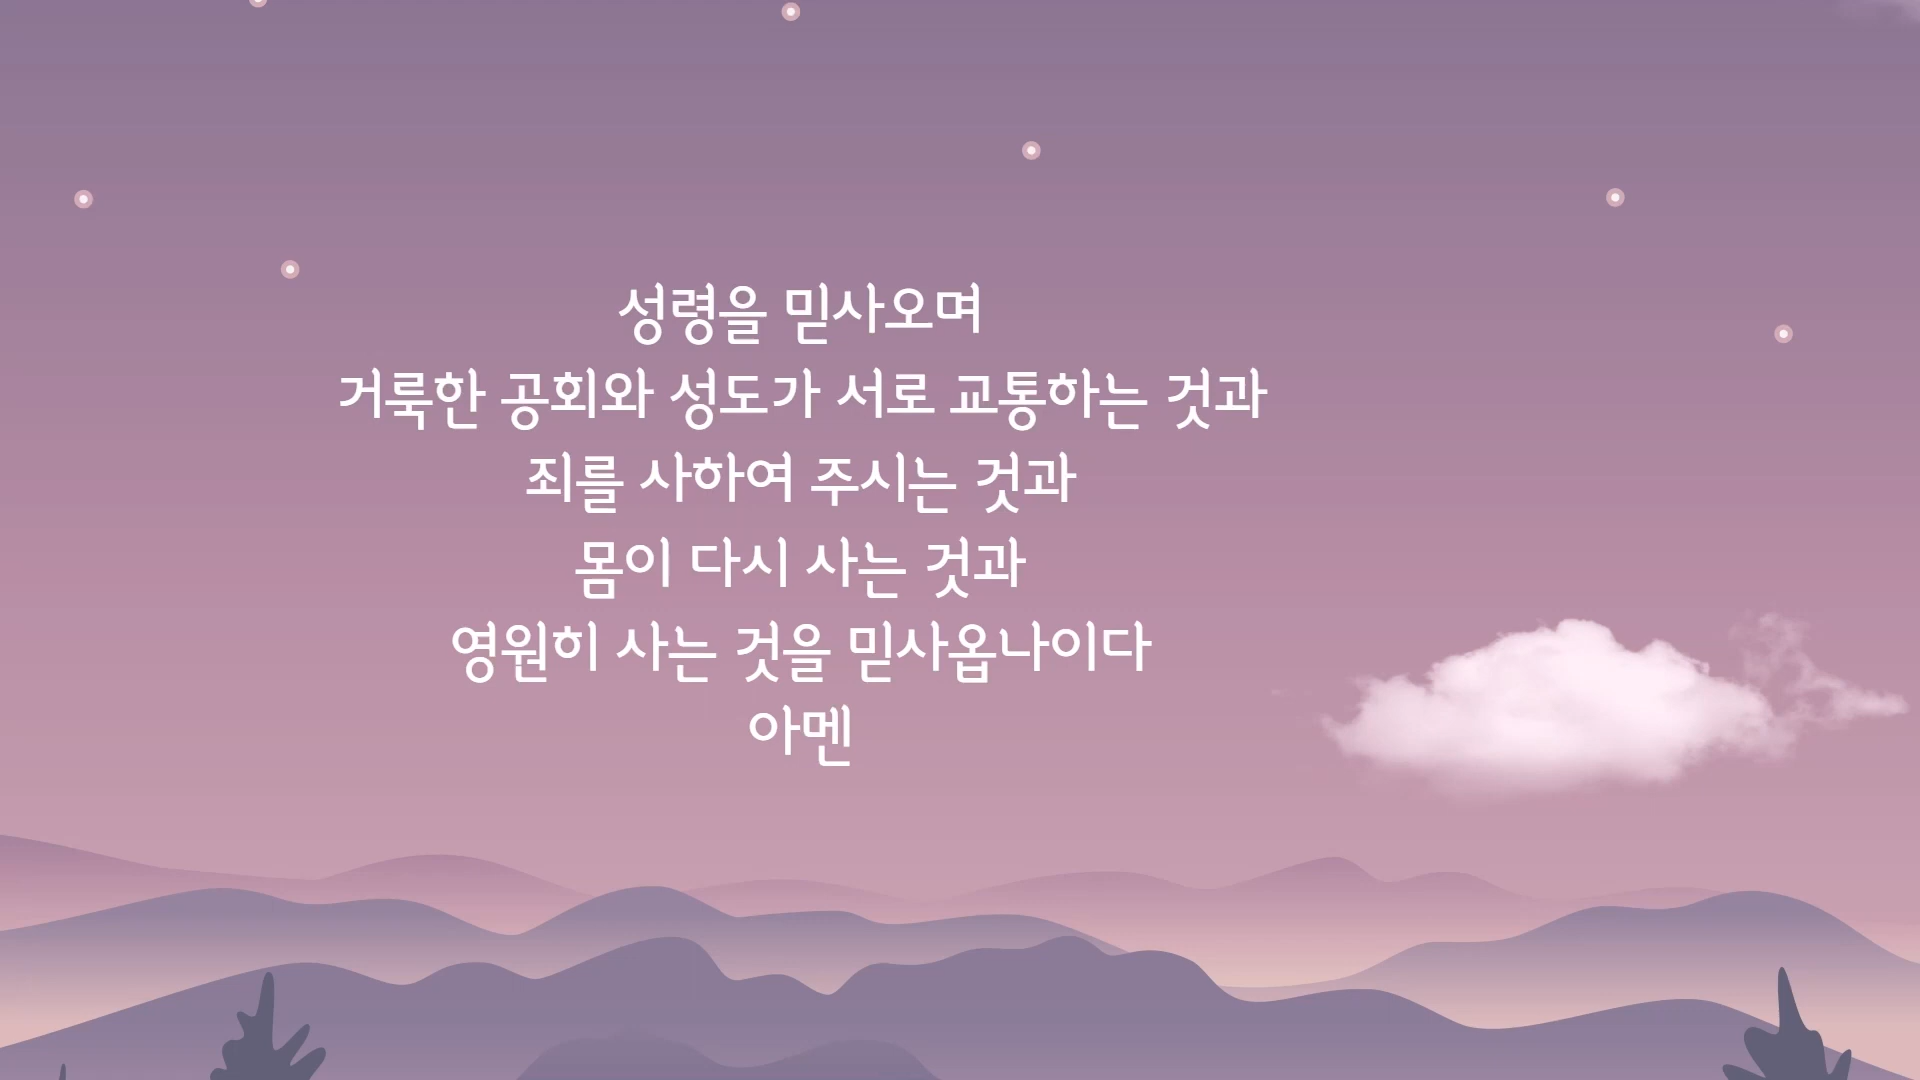 성령을 믿사오며
거룩한 공회와 성도가 서로 교통하는 것과
죄를 사하여 주시는 것과
몸이 다시 사는 것과
영원히 사는 것을 믿사옵나이다
아멘